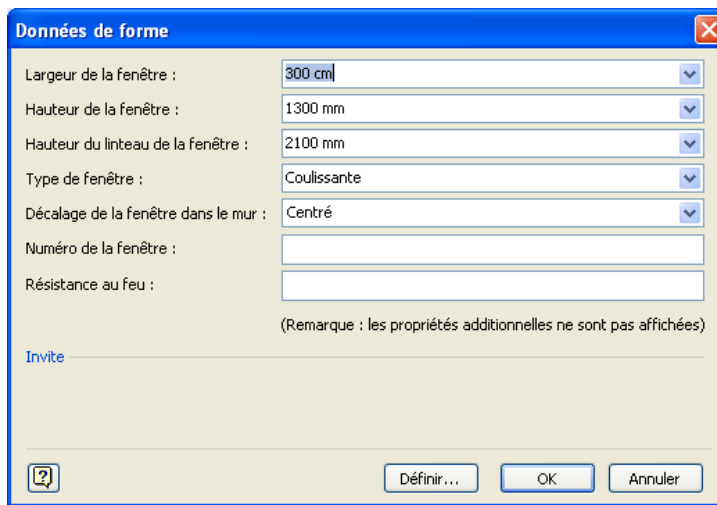 Données de forme
Largeur de la fenêtre : 300 cm
Hauteur de la fenêtre : 1300 mm
Hauteur du linteau de la fenêtre : 2100 mm
Type de fenêtre : Coulissante
Décalage de la fenêtre dans le mur : Centré
Numéro de la fenêtre :
Résistance au feu :
(Remarque : les propriétés additionnelles ne sont pas affichées)
Invite
Définir... OK Annuler